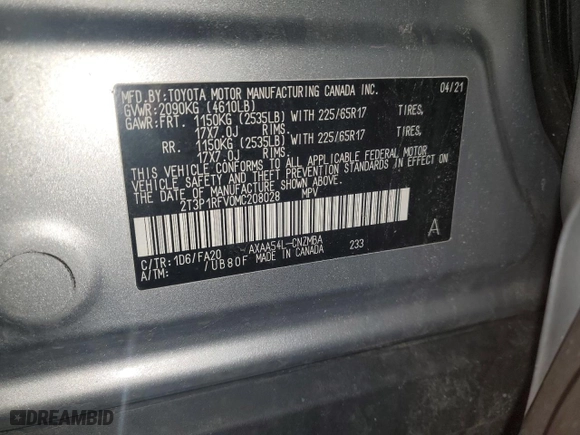 MFD.BY:TOYOTA MOTOR MANUFACTURING CANADA INC. 04/21
GVWR:2090KG (4610LB)
GAWR:FRT. 1150KG (2535LB) WITH 225/65R17 TIRES,
17X7.0J RIMS.
RR. 1150KG (2535LB) WITH 225/65R17 TIRES,
17X7.0J RIMS.
THIS VEHICLE CONFORMS TO ALL APPLICABLE FEDERAL MOTOR
VEHICLE SAFETY AND THEFT PREVENTION STANDARDS IN EFFECT
ON THE DATE OF MANUFACTURE SHOWN ABOVE.
2T3P1RFV0MC208028 MPV
A
C/TR:1D6/FA20 AXAA54L-CNZMBA 233
A/TM: /UB80F MADE IN CANADA
DREAMBID